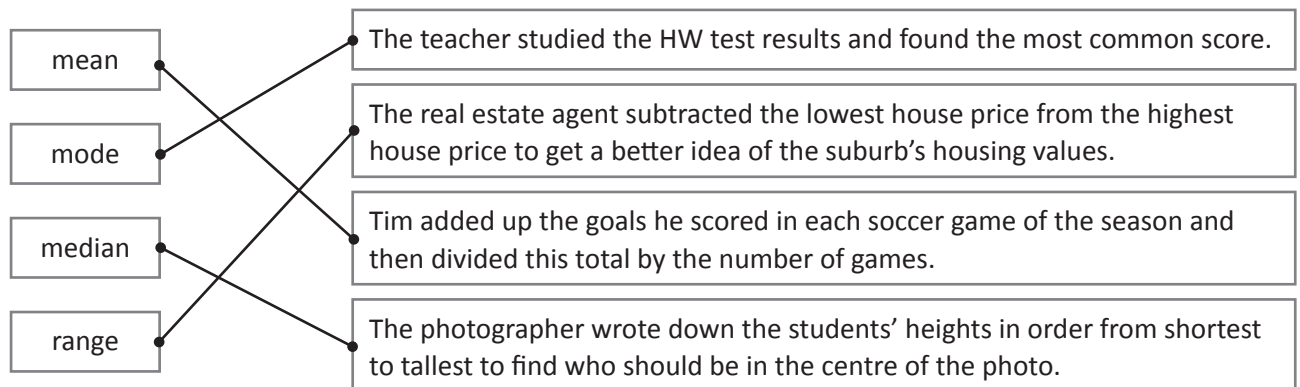 mean
mode
median
range
The teacher studied the HW test results and found the most common score.
The real estate agent subtracted the lowest house price from the highest
house price to get a better idea of the suburb’s housing values.
Tim added up the goals he scored in each soccer game of the season and
then divided this total by the number of games.
The photographer wrote down the students’ heights in order from shortest
to tallest to find who should be in the centre of the photo.